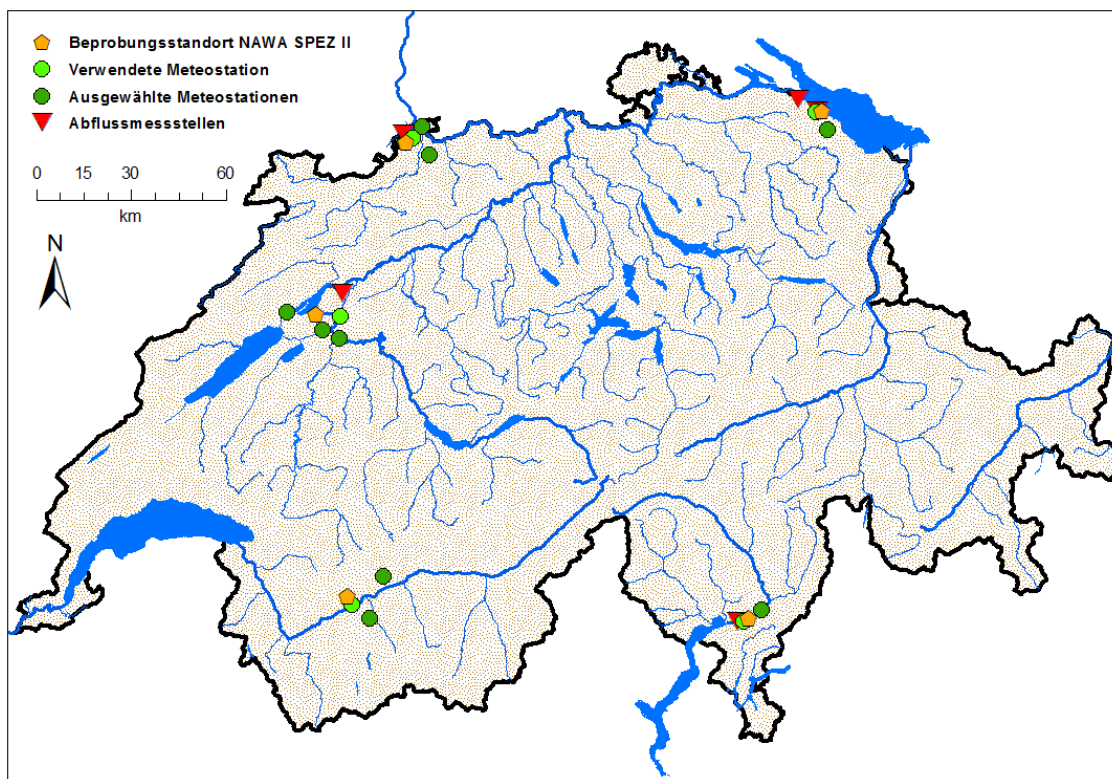 Beprobungsstandort NAWA SPEZ II
Verwendete Meteostation
Ausgewählte Meteostationen
Abflussmessstellen
0 15 30 60
km
N